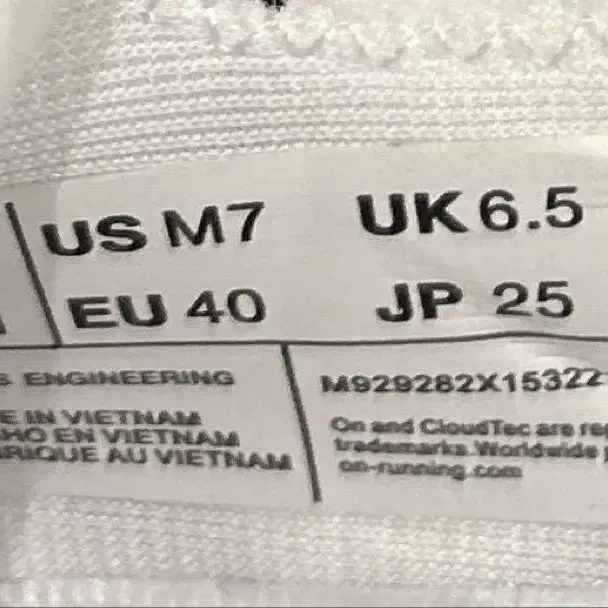 US M7 UK 6.5
EU 40 JP 25
S ENGINEERING
E IN VIETNAM
HO EN VIETNAM
RIQUE AU VIETNAM
M929282X15322
On and CloudTec are re
trademarks. Worldwide
on-running.com